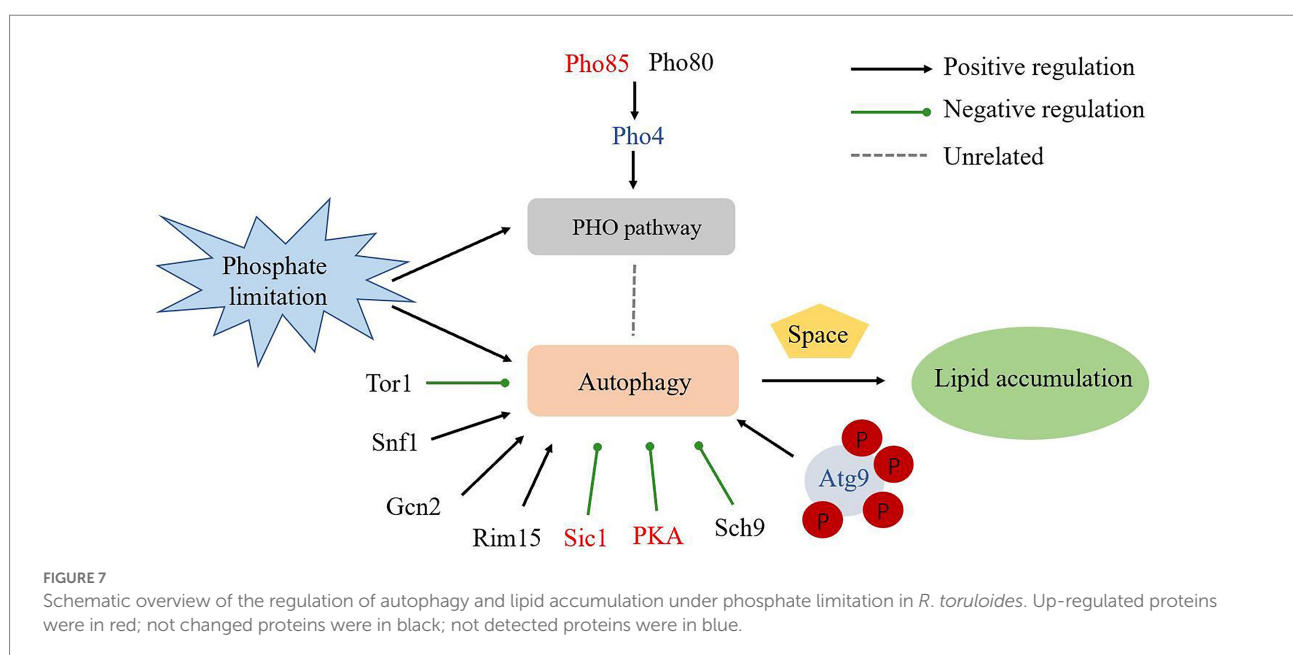 Pho85 Pho80
Positive regulation
Negative regulation
Pho4
Unrelated
PHO pathway
Phosphate
limitation
Space
Tor1
Autophagy
Lipid accumulation
Snf1
P
P
Atg9
Gcn2
P
P
Rim15
Sic1
PKA
Sch9
FIGURE 7
Schematic overview of the regulation of autophagy and lipid accumulation under phosphate limitation in R. toruloides. Up-regulated proteins
were in red; not changed proteins were in black; not detected proteins were in blue.